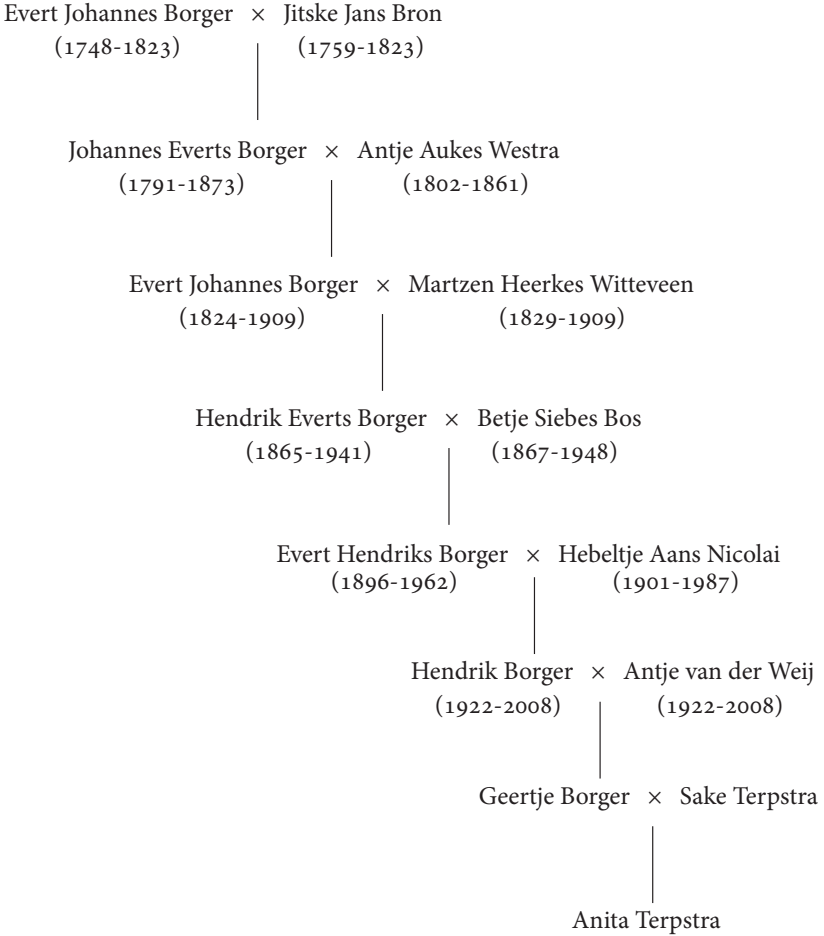 Evert Johannes Borger × Jitske Jans Bron
(1748-1823) (1759-1823)
Johannes Everts Borger × Antje Aukes Westra
(1791-1873) (1802-1861)
Evert Johannes Borger × Martzen Heerkes Witteveen
(1824-1909) (1829-1909)
Hendrik Everts Borger × Betje Siebes Bos
(1865-1941) (1867-1948)
Evert Hendriks Borger × Hebeltje Aans Nicolai
(1896-1962) (1901-1987)
Hendrik Borger × Antje van der Weij
(1922-2008) (1922-2008)
Geertje Borger × Sake Terpstra
Anita Terpstra